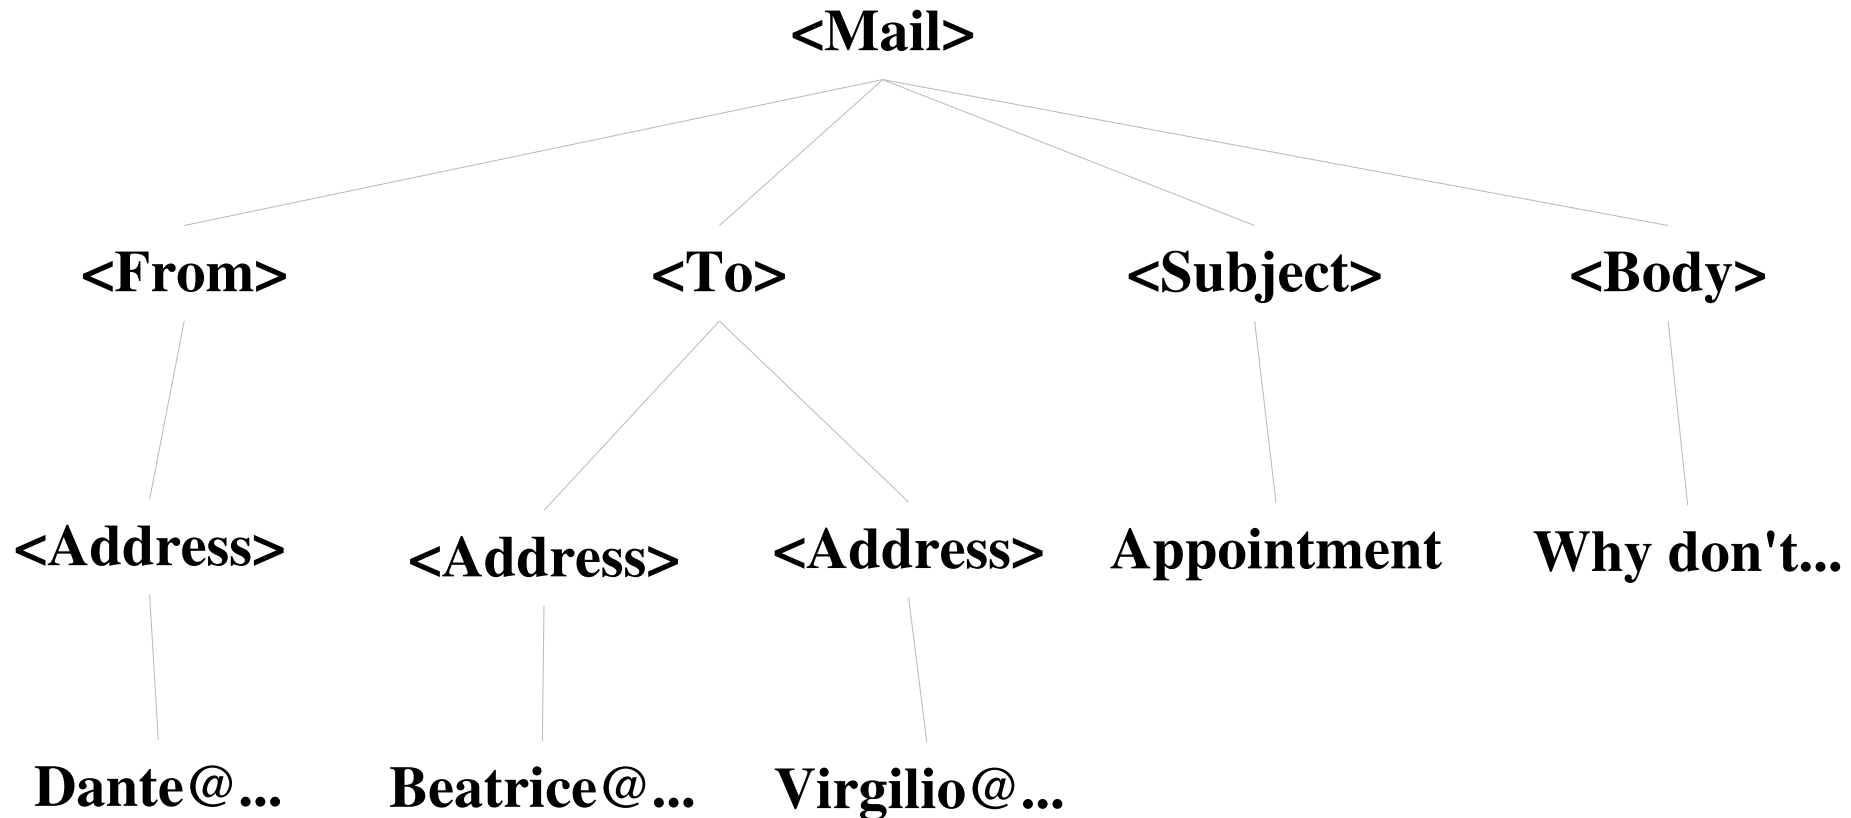 <Mail>
<From> <To> <Subject> <Body>
<Address> <Address> <Address> Appointment Why don't...
Dante@... Beatrice@... Virgilio@...